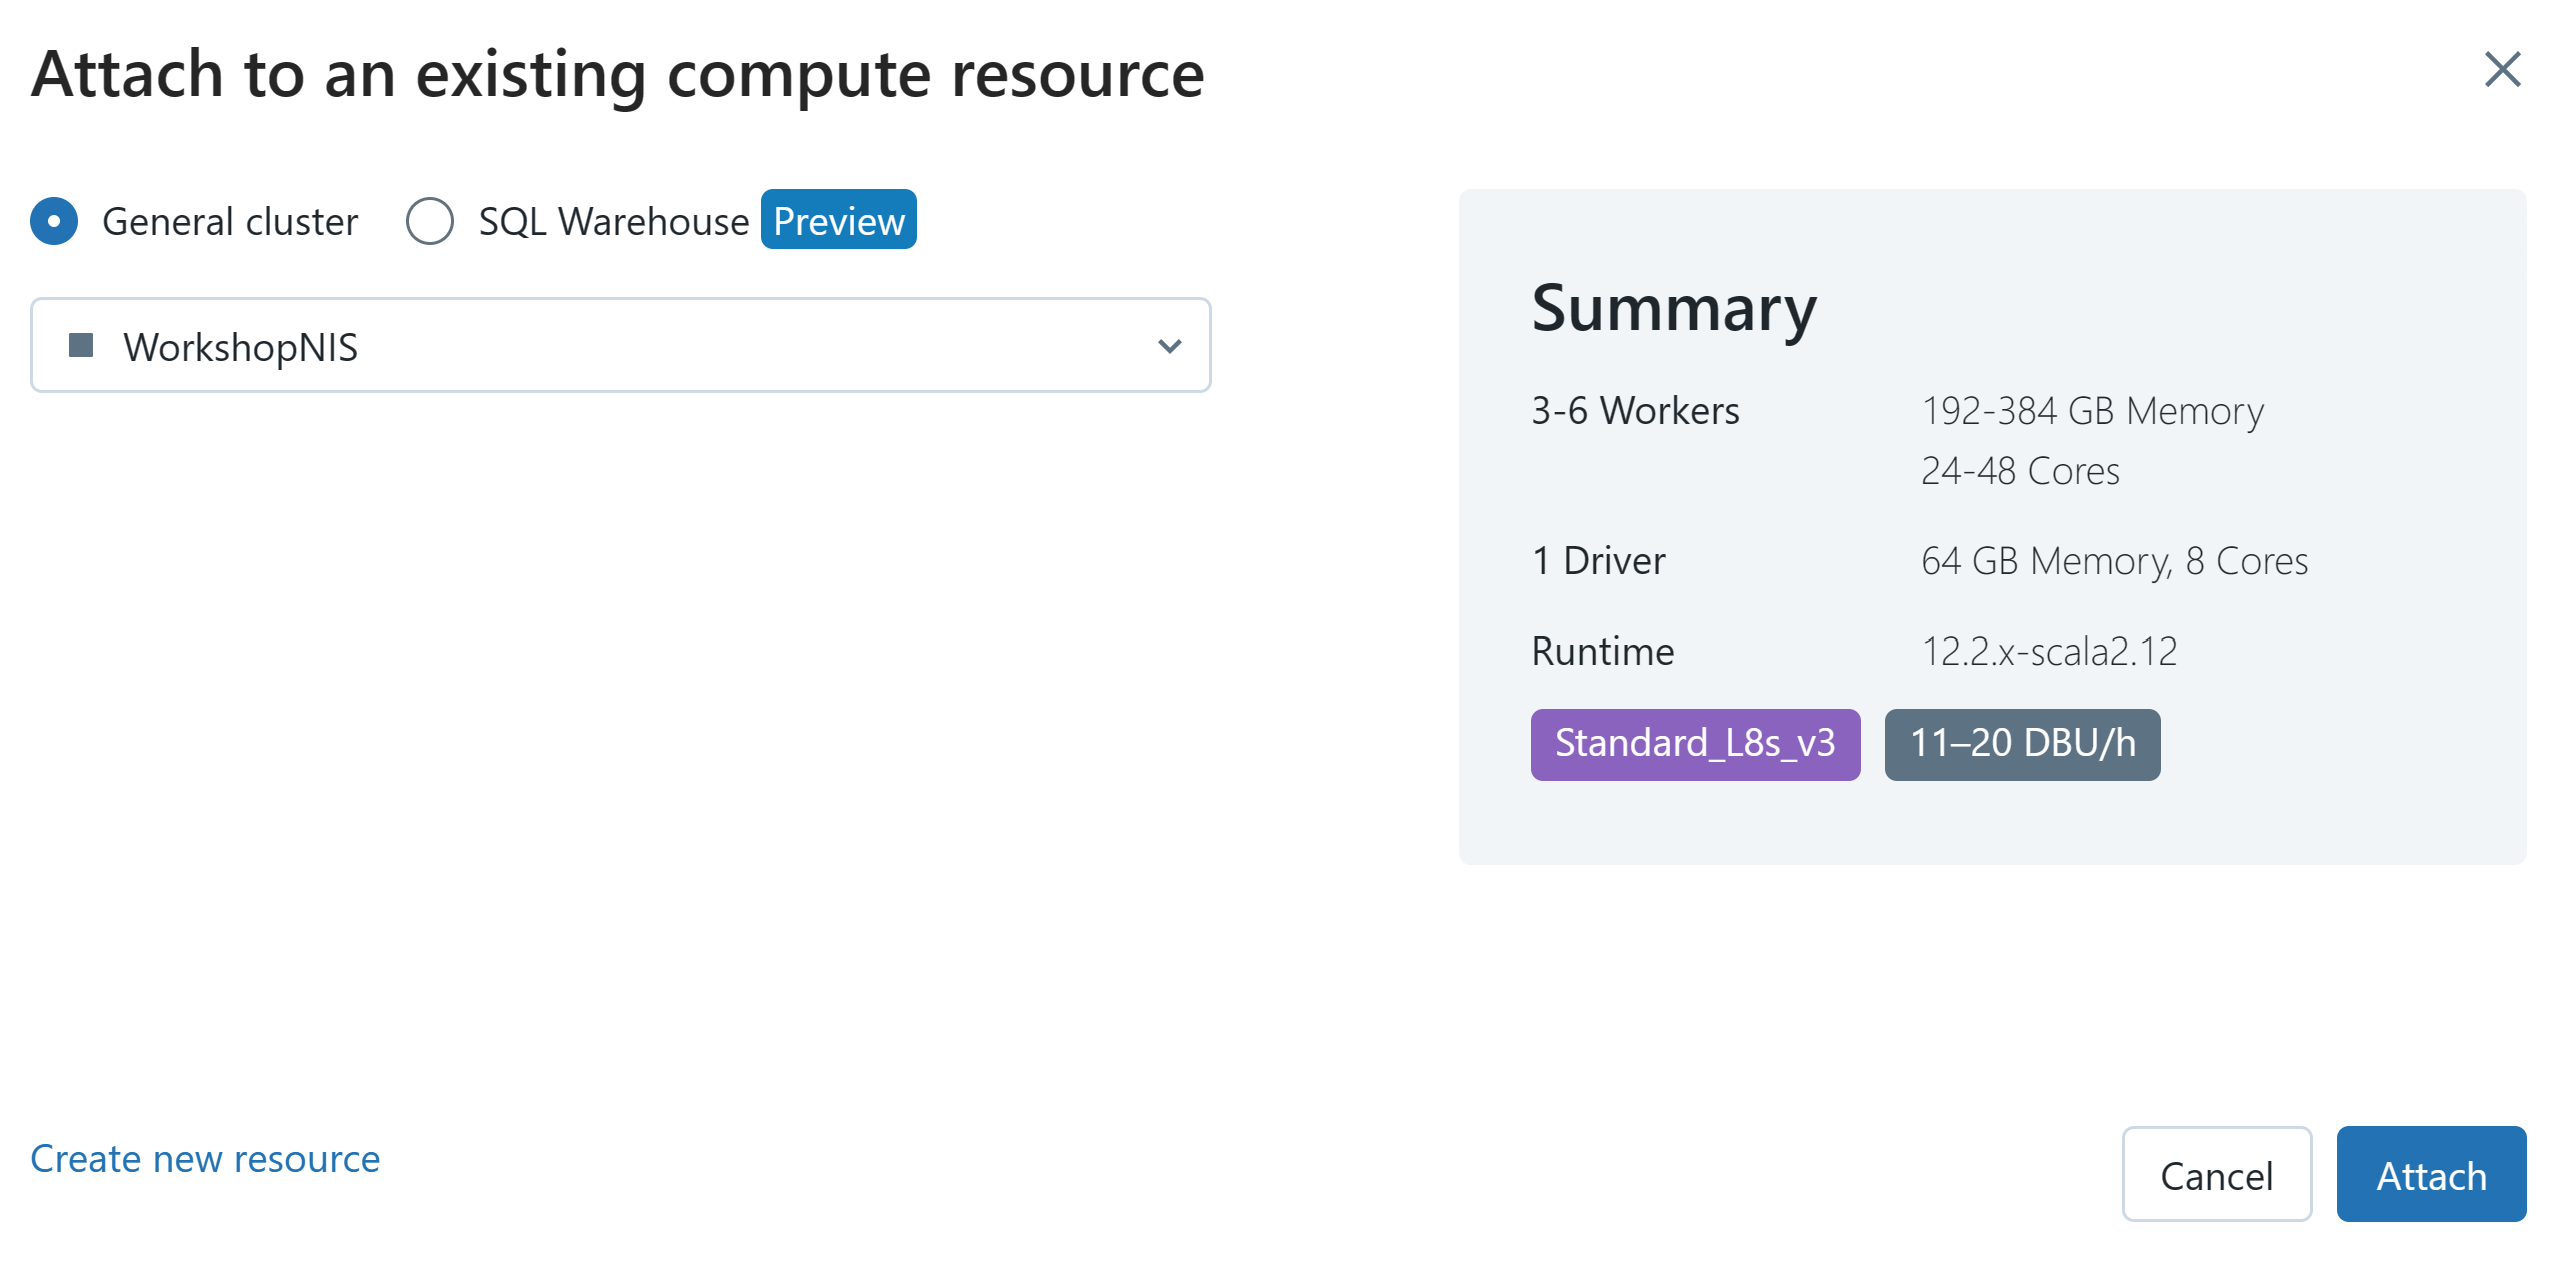 Attach to an existing compute resource
General cluster
SQL Warehouse Preview
WorkshopNIS
Summary
3-6 Workers
192-384 GB Memory
24-48 Cores
1 Driver
64 GB Memory, 8 Cores
Runtime
12.2.x-scala2.12
Standard_L8s_v3
11–20 DBU/h
Create new resource
Cancel
Attach